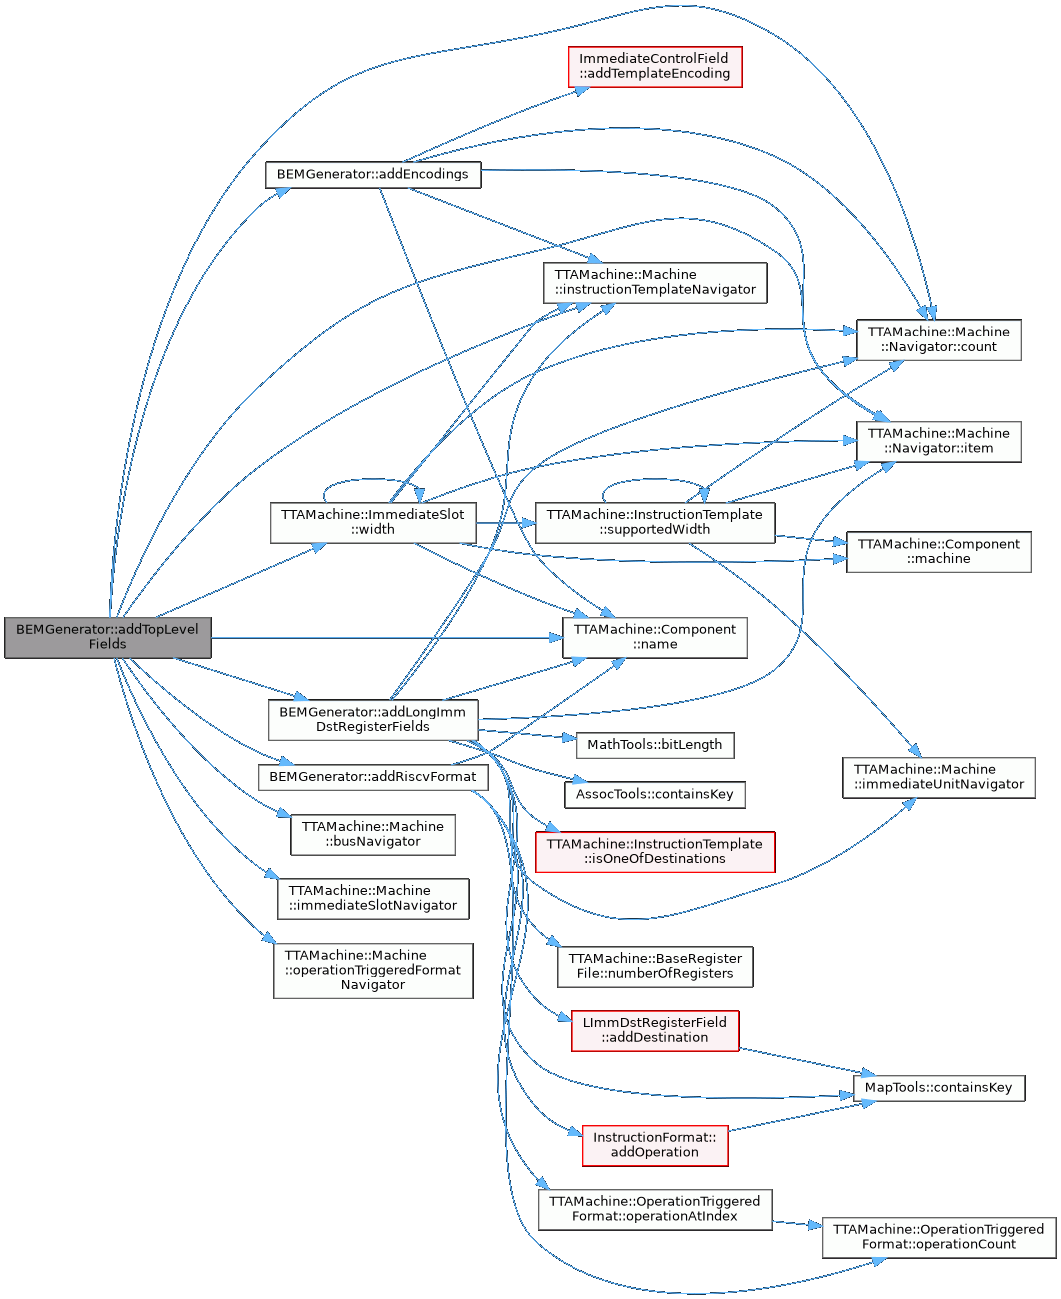 ImmediateControlField
::addTemplateEncoding
BEMGenerator::addEncodings
TTAMachine::Machine
::instructionTemplateNavigator
TTAMachine::Machine
::Navigator::count
TTAMachine::Machine
::Navigator::item
TTAMachine::ImmediateSlot
::width
TTAMachine::InstructionTemplate
::supportedWidth
TTAMachine::Component
::machine
BEMGenerator::addTopLevel
Fields
TTAMachine::Component
::name
BEMGenerator::addLongImm
DstRegisterFields
MathTools::bitLength
BEMGenerator::addRiscvFormat
TTAMachine::Machine
::immediateUnitNavigator
AssocTools::containsKey
TTAMachine::Machine
::busNavigator
TTAMachine::InstructionTemplate
::isOneOfDestinations
TTAMachine::Machine
::immediateSlotNavigator
TTAMachine::Machine
::operationTriggeredFormat
Navigator
TTAMachine::BaseRegister
File::numberOfRegisters
LImmDstRegisterField
::addDestination
MapTools::containsKey
InstructionFormat::
addOperation
TTAMachine::OperationTriggered
Format::operationAtIndex
TTAMachine::OperationTriggered
Format::operationCount